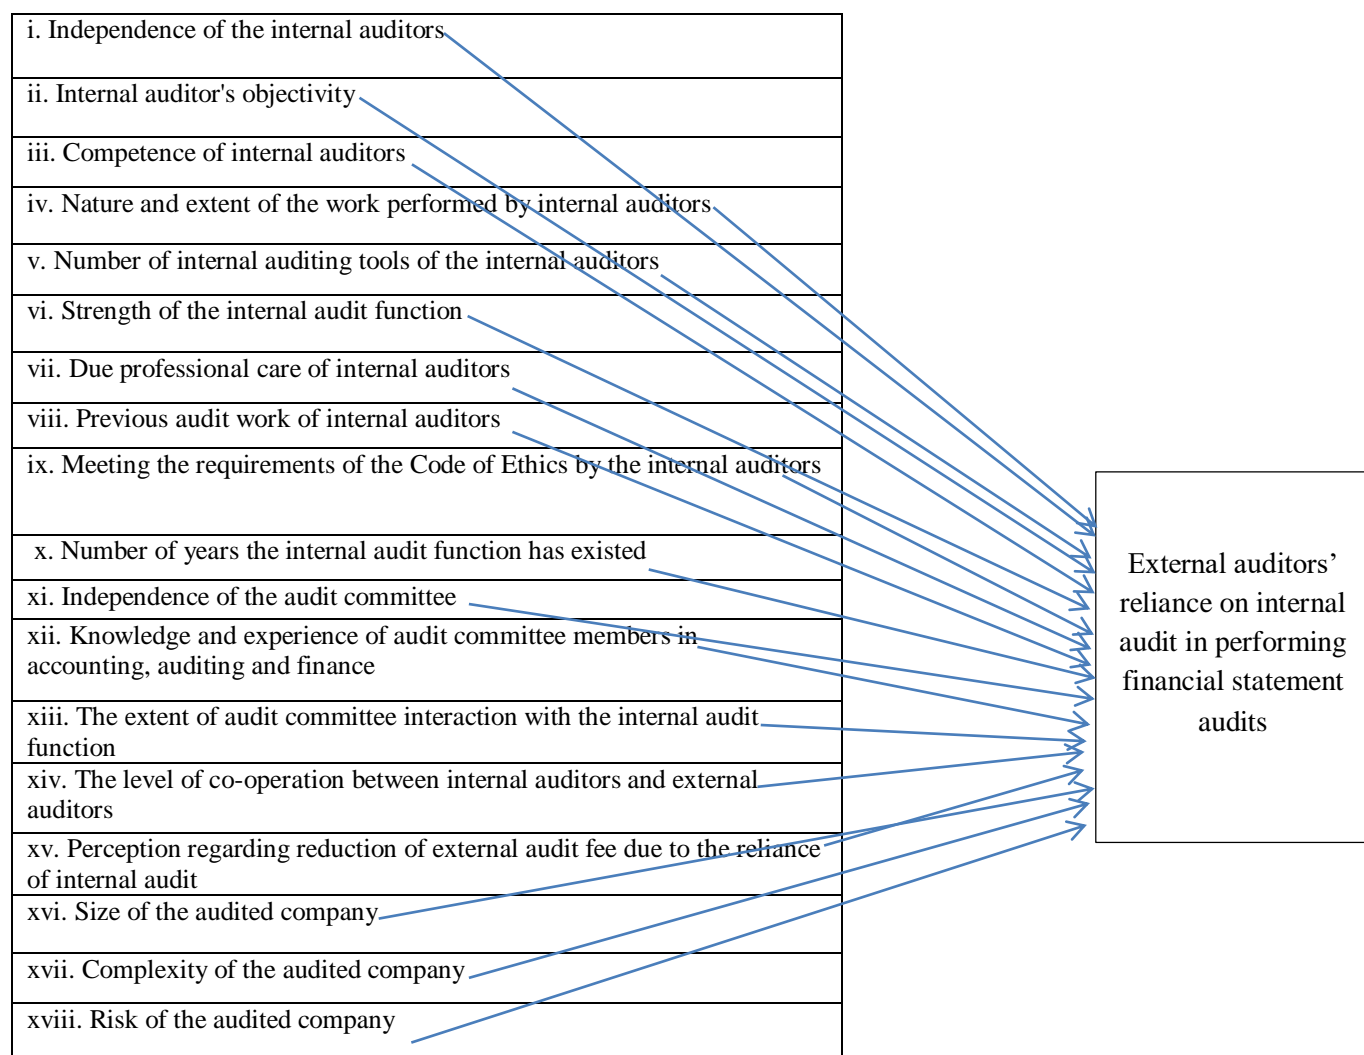 i. Independence of the internal auditors
ii. Internal auditor's objectivity
iii. Competence of internal auditors
iv. Nature and extent of the work performed by internal auditors
v. Number of internal auditing tools of the internal auditors
vi. Strength of the internal audit function
vii. Due professional care of internal auditors
viii. Previous audit work of internal auditors
ix. Meeting the requirements of the Code of Ethics by the internal auditors
x. Number of years the internal audit function has existed
xi. Independence of the audit committee
xii. Knowledge and experience of audit committee members in
accounting, auditing and finance
xiii. The extent of audit committee interaction with the internal audit
function
xiv. The level of co-operation between internal auditors and external
auditors
xv. Perception regarding reduction of external audit fee due to the reliance
of internal audit
xvi. Size of the audited company
xvii. Complexity of the audited company
xviii. Risk of the audited company
External auditors’
reliance on internal
audit in performing
financial statement
audits